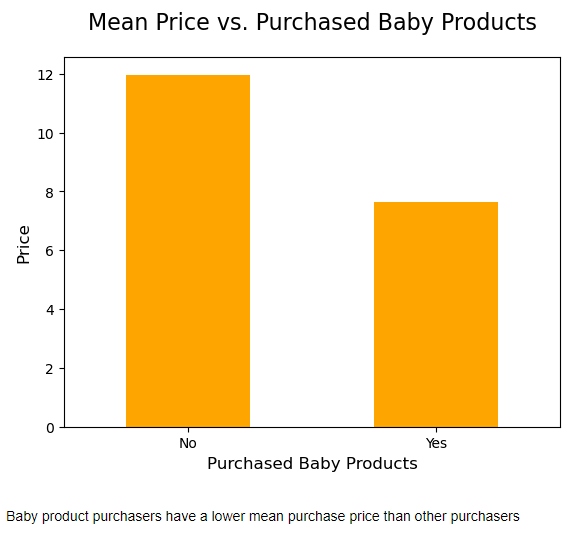 Mean Price vs. Purchased Baby Products
12
10
8
6
4
2
0
Price
No Yes
Purchased Baby Products
Baby product purchasers have a lower mean purchase price than other purchasers